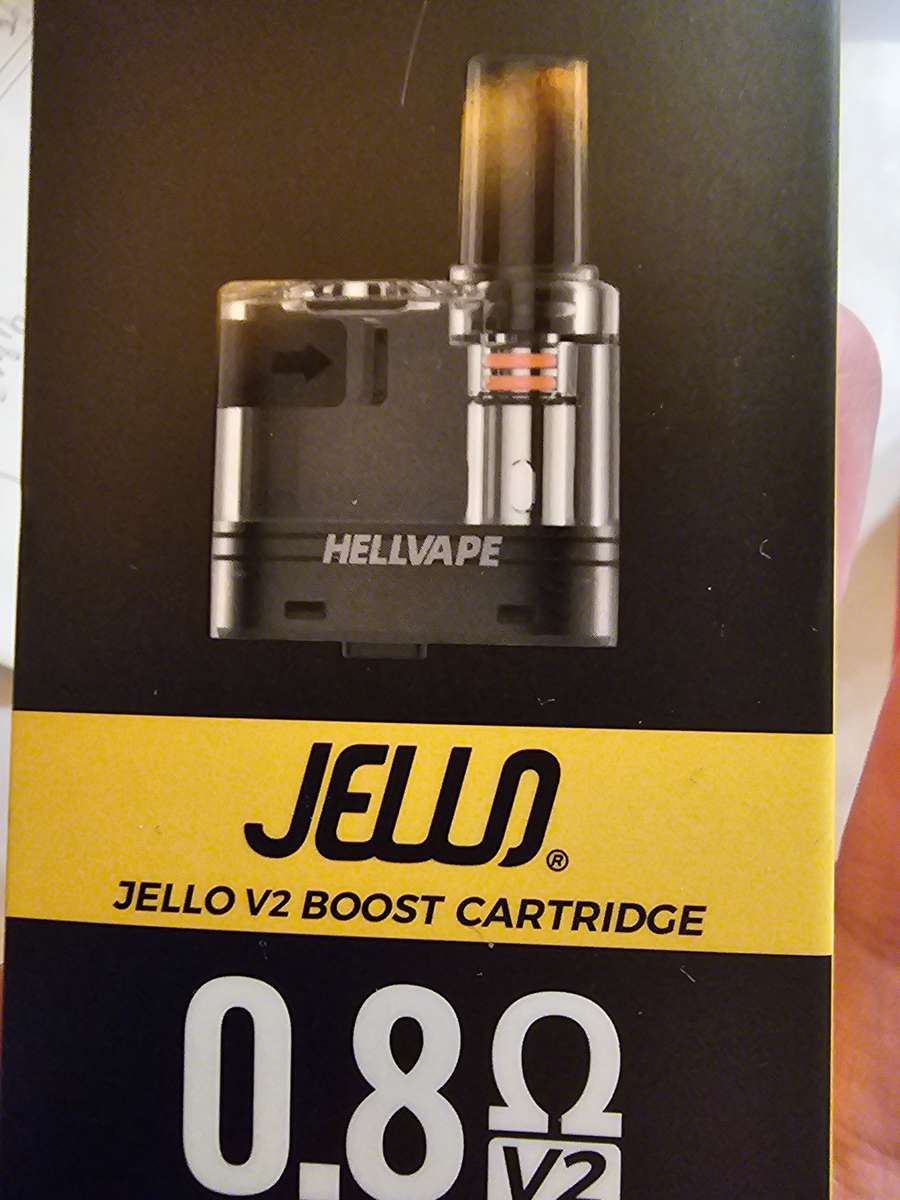 HELLVAPE
JELLO®
JELLO V2 BOOST CARTRIDGE
0.8Ω
V2